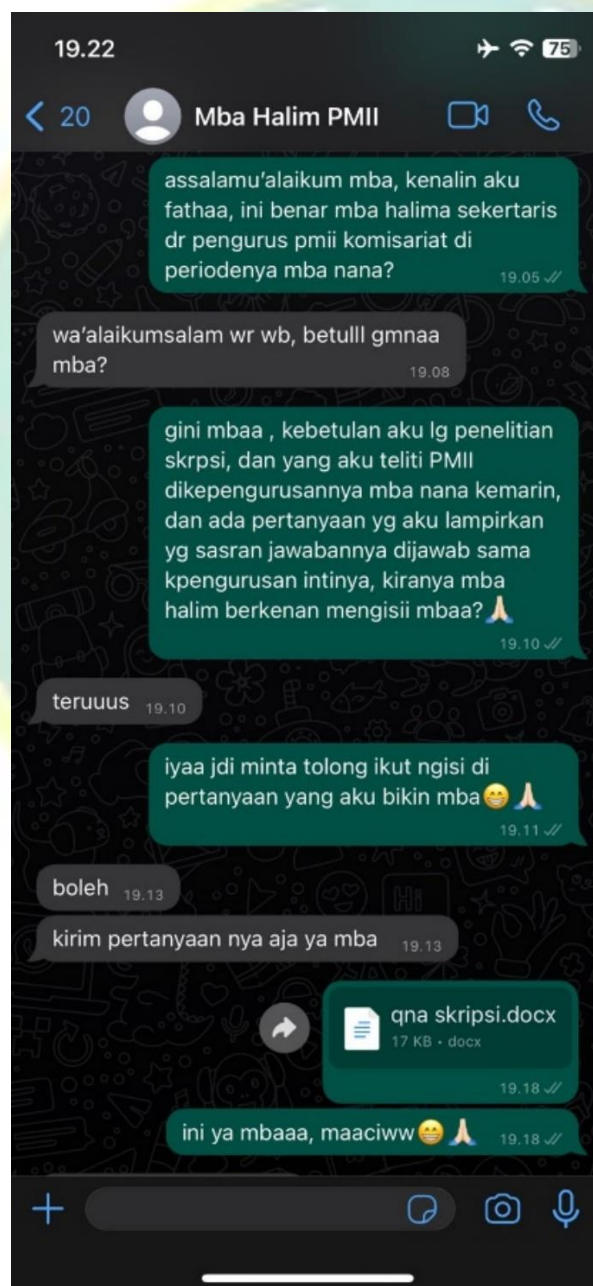 19.22
75
20
Mba Halim PMII
assalamu'alaikum mba, kenalin aku
fathaa, ini benar mba halima sekertaris
dr pengurus pmii komisariat di
periodenya mba nana?
19.05
wa'alaikumsalam wr wb, betulll gmnaa
mba?
19.08
gini mbaa , kebetulan aku lg penelitian
skrpsi, dan yang aku teliti PMII
dikepengurusannya mba nana kemarin,
dan ada pertanyaan yg aku lampirkan
yg sasran jawabannya dijawab sama
kpengurusan intinya, kiranya mba
halim berkenan mengisii mbaa?🙏🏻
19.10
teruuus 19.10
iyaa jdi minta tolong ikut ngisi di
pertanyaan yang aku bikin mba😁🙏🏻
19.11
boleh 19.13
kirim pertanyaan nya aja ya mba 19.13
qna skripsi.docx
17 KB • docx
19.18
ini ya mbaaa, maaciww😁🙏🏻 19.18